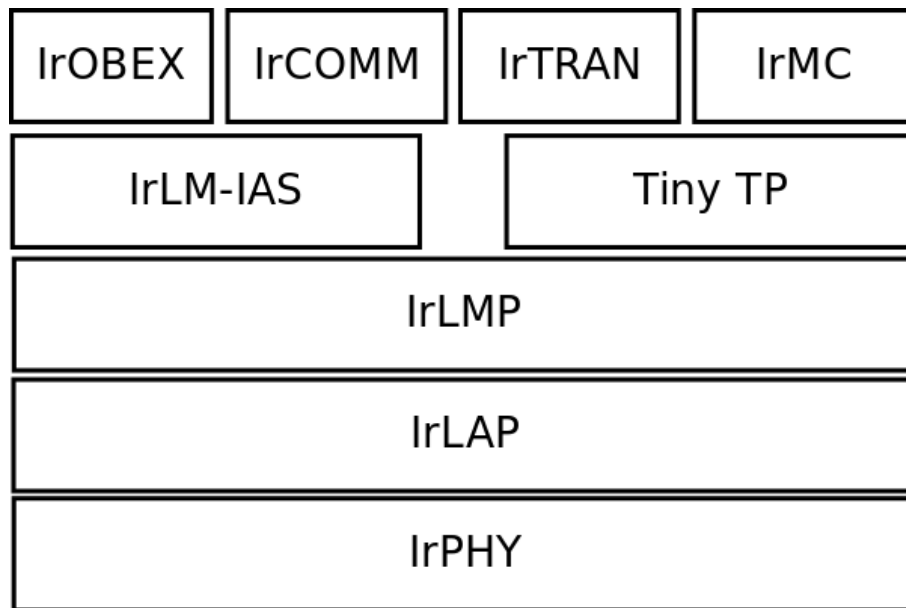 IrOBEX IrCOMM IrTRAN IrMC
IrLM-IAS Tiny TP
IrLMP
IrLAP
IrPHY